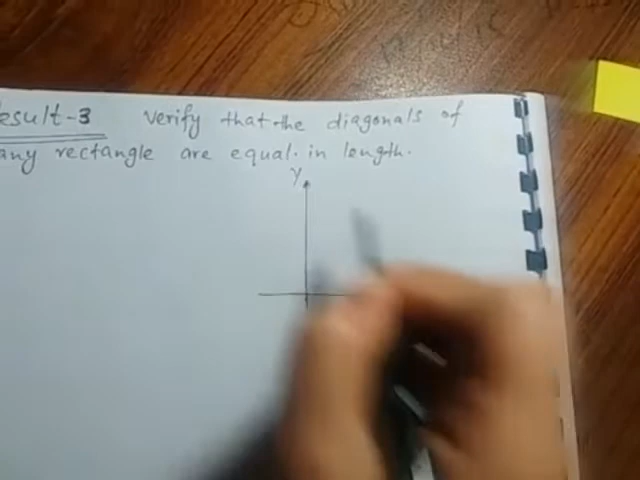 esult-3 Verify that the diagonals of
any rectangle are equal. in length.
Y